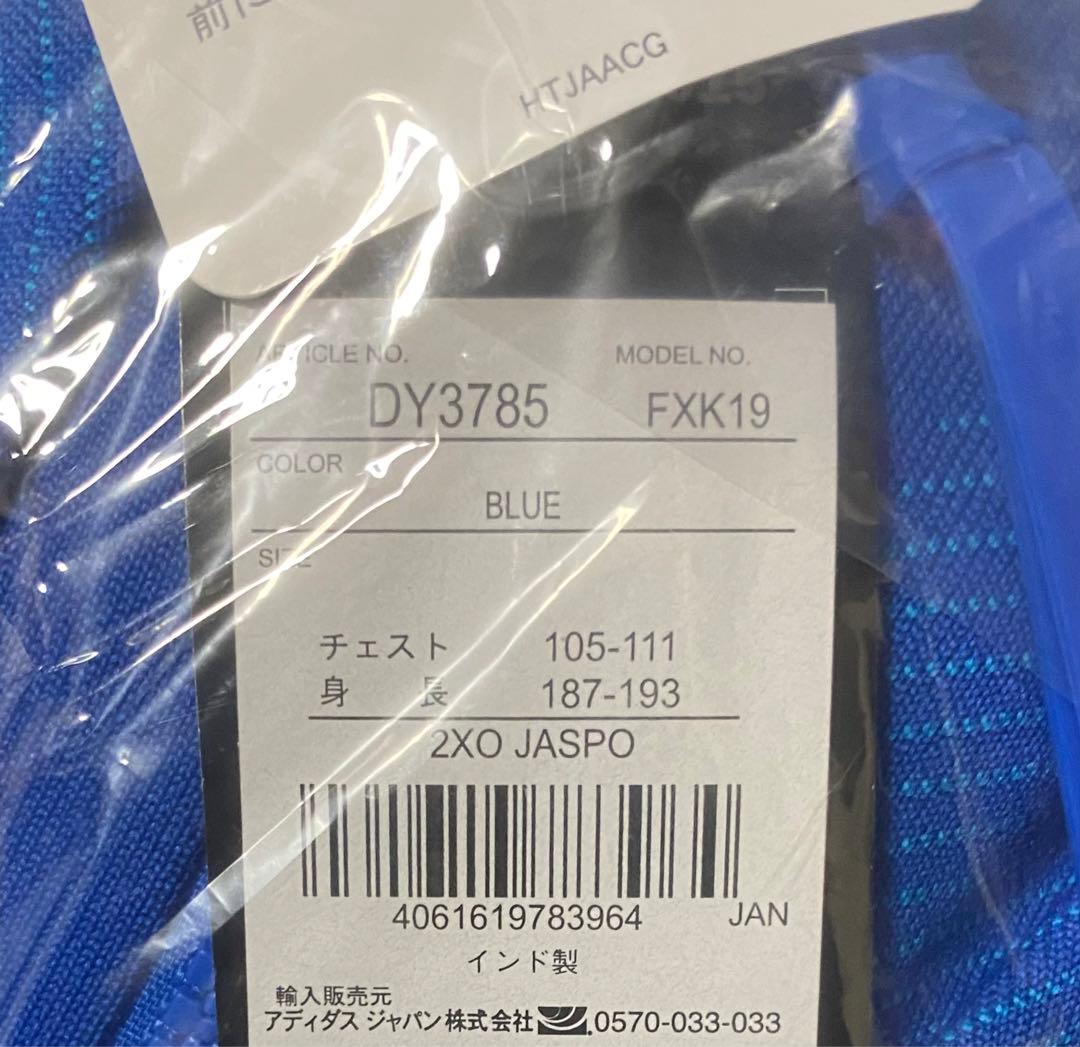 HTJAACG
ARTICLE NO. MODEL NO.
DY3785 FXK19
COLOR
BLUE
SIZE
チェスト 105-111
身 長 187-193
2XO JASPO
4061619783964 JAN
インド製
輸入販売元
アディダス ジャパン株式会社 0570-033-033